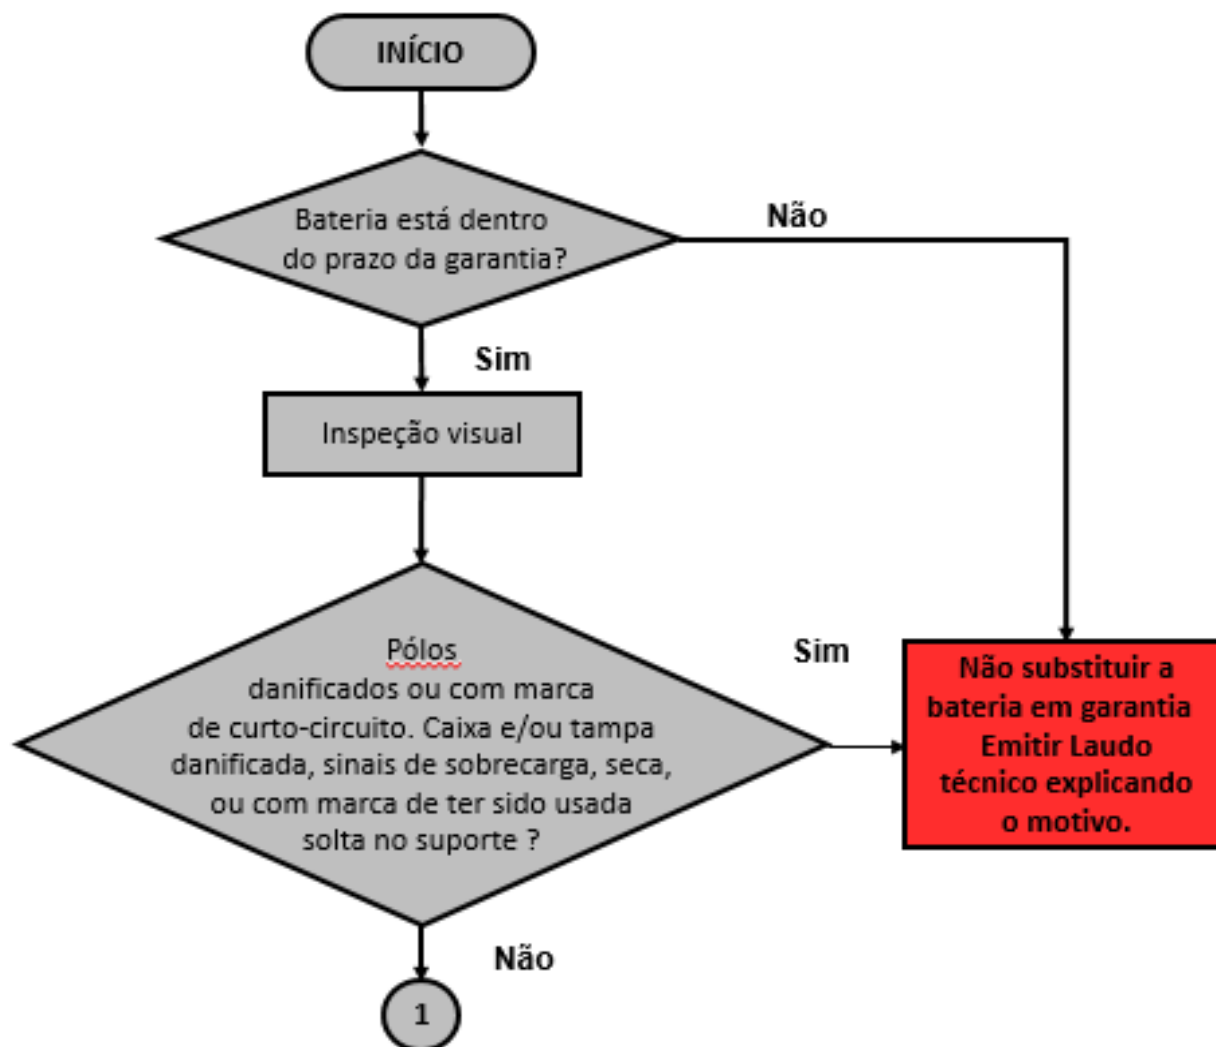 INÍCIO
Bateria está dentro
do prazo da garantia?
Não
Sim
Inspeção visual
Pólos
danificados ou com marca
de curto-circuito. Caixa e/ou tampa
danificada, sinais de sobrecarga, seca,
ou com marca de ter sido usada
solta no suporte ?
Sim
Não substituir a
bateria em garantia
Emitir Laudo
técnico explicando
o motivo.
Não
1